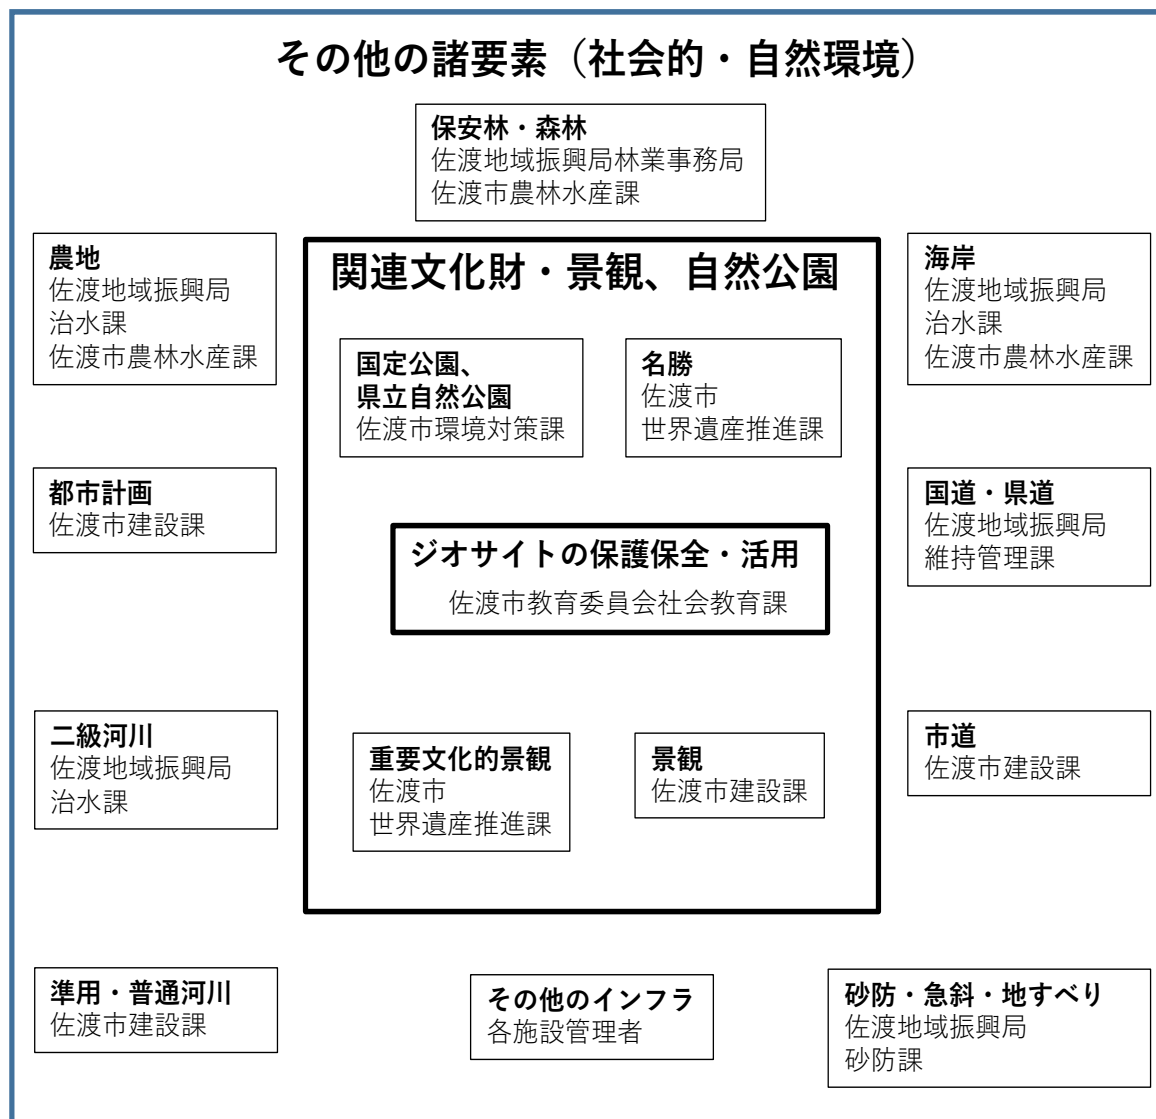 その他の諸要素（社会的・自然環境）
保安林・森林
佐渡地域振興局林業事務局
佐渡市農林水産課
農地
佐渡地域振興局
治水課
佐渡市農林水産課
関連文化財・景観、自然公園
海岸
佐渡地域振興局
治水課
佐渡市農林水産課
国定公園、
県立自然公園
佐渡市環境対策課
名勝
佐渡市
世界遺産推進課
都市計画
佐渡市建設課
ジオサイトの保護保全・活用
佐渡市教育委員会社会教育課
国道・県道
佐渡地域振興局
維持管理課
二級河川
佐渡地域振興局
治水課
重要文化的景観
佐渡市
世界遺産推進課
景観
佐渡市建設課
市道
佐渡市建設課
準用・普通河川
佐渡市建設課
その他のインフラ
各施設管理者
砂防・急斜・地すべり
佐渡地域振興局
砂防課